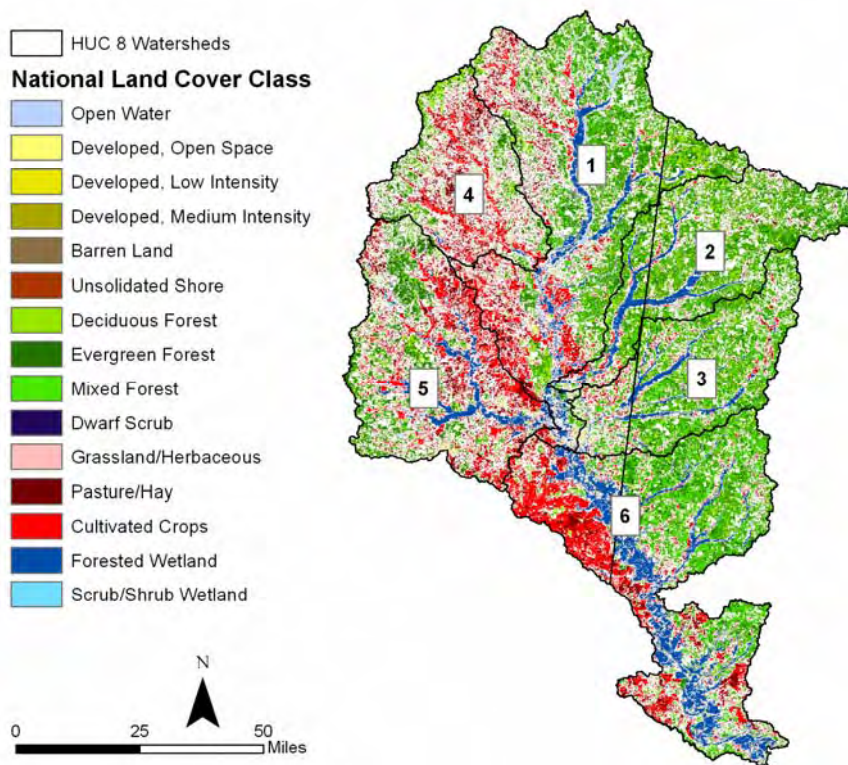 HUC 8 Watersheds
National Land Cover Class
Open Water
Developed, Open Space
Developed, Low Intensity
Developed, Medium Intensity
Barren Land
Unsolidated Shore
Deciduous Forest
Evergreen Forest
Mixed Forest
Dwarf Scrub
Grassland/Herbaceous
Pasture/Hay
Cultivated Crops
Forested Wetland
Scrub/Shrub Wetland
N
0 25 50
Miles
1
4
2
3
5
6